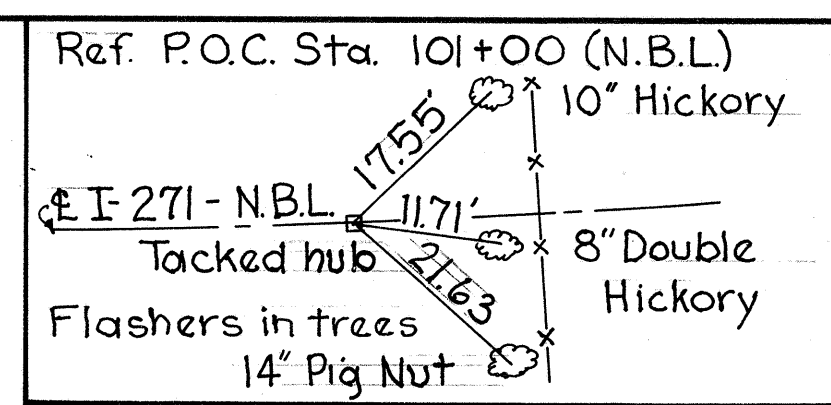 Ref. P.O.C. Sta. 101+00 (N.B.L.)
10" Hickory
17.55'
℄ I-271 - N.B.L.
11.71'
Tacked hub
8" Double
Hickory
21.63
Flashers in trees
14" Pig Nut